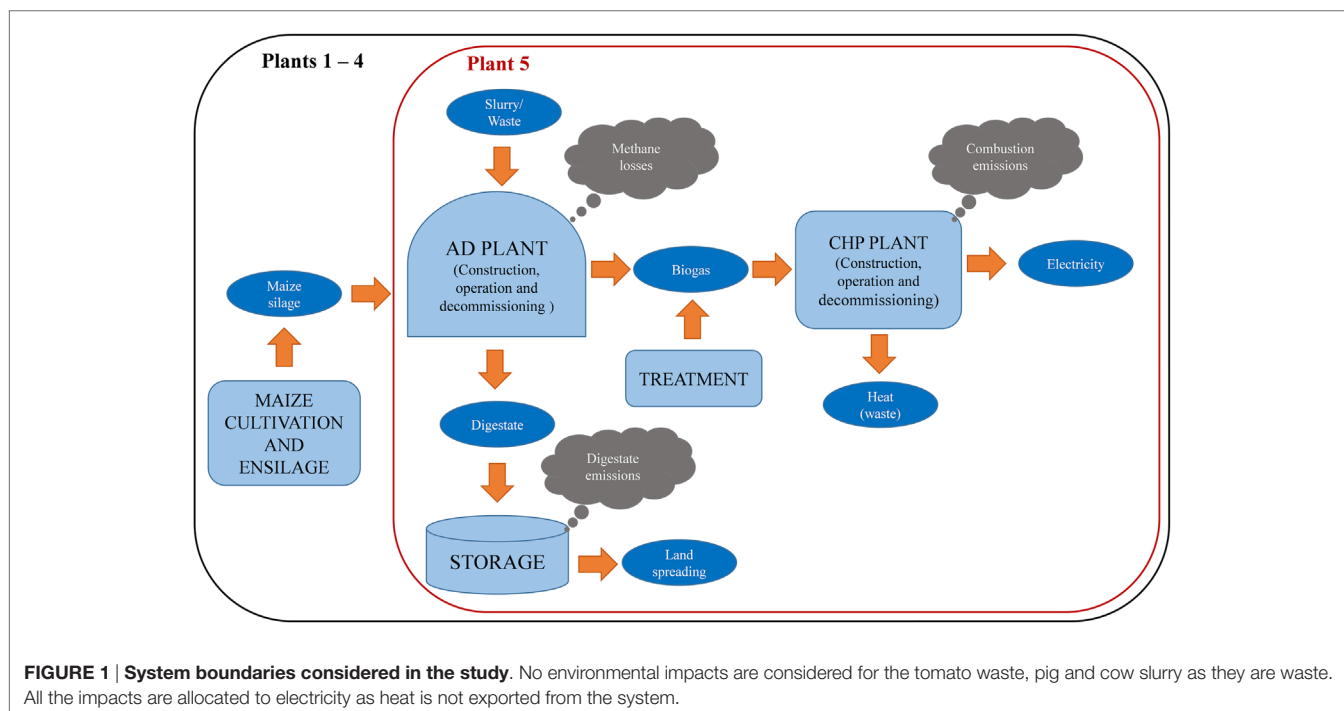 Plants 1 – 4
Plant 5
Slurry/
Waste
Methane
losses
Combustion
emissions
AD PLANT
(Construction,
operation and
decommissioning )
Biogas
CHP PLANT
(Construction,
operation and
decommissioning)
Electricity
Maize
silage
MAIZE
CULTIVATION
AND
ENSILAGE
TREATMENT
Heat
(waste)
Digestate
Digestate
emissions
STORAGE
Land
spreading
FIGURE 1 | System boundaries considered in the study. No environmental impacts are considered for the tomato waste, pig and cow slurry as they are waste.
All the impacts are allocated to electricity as heat is not exported from the system.